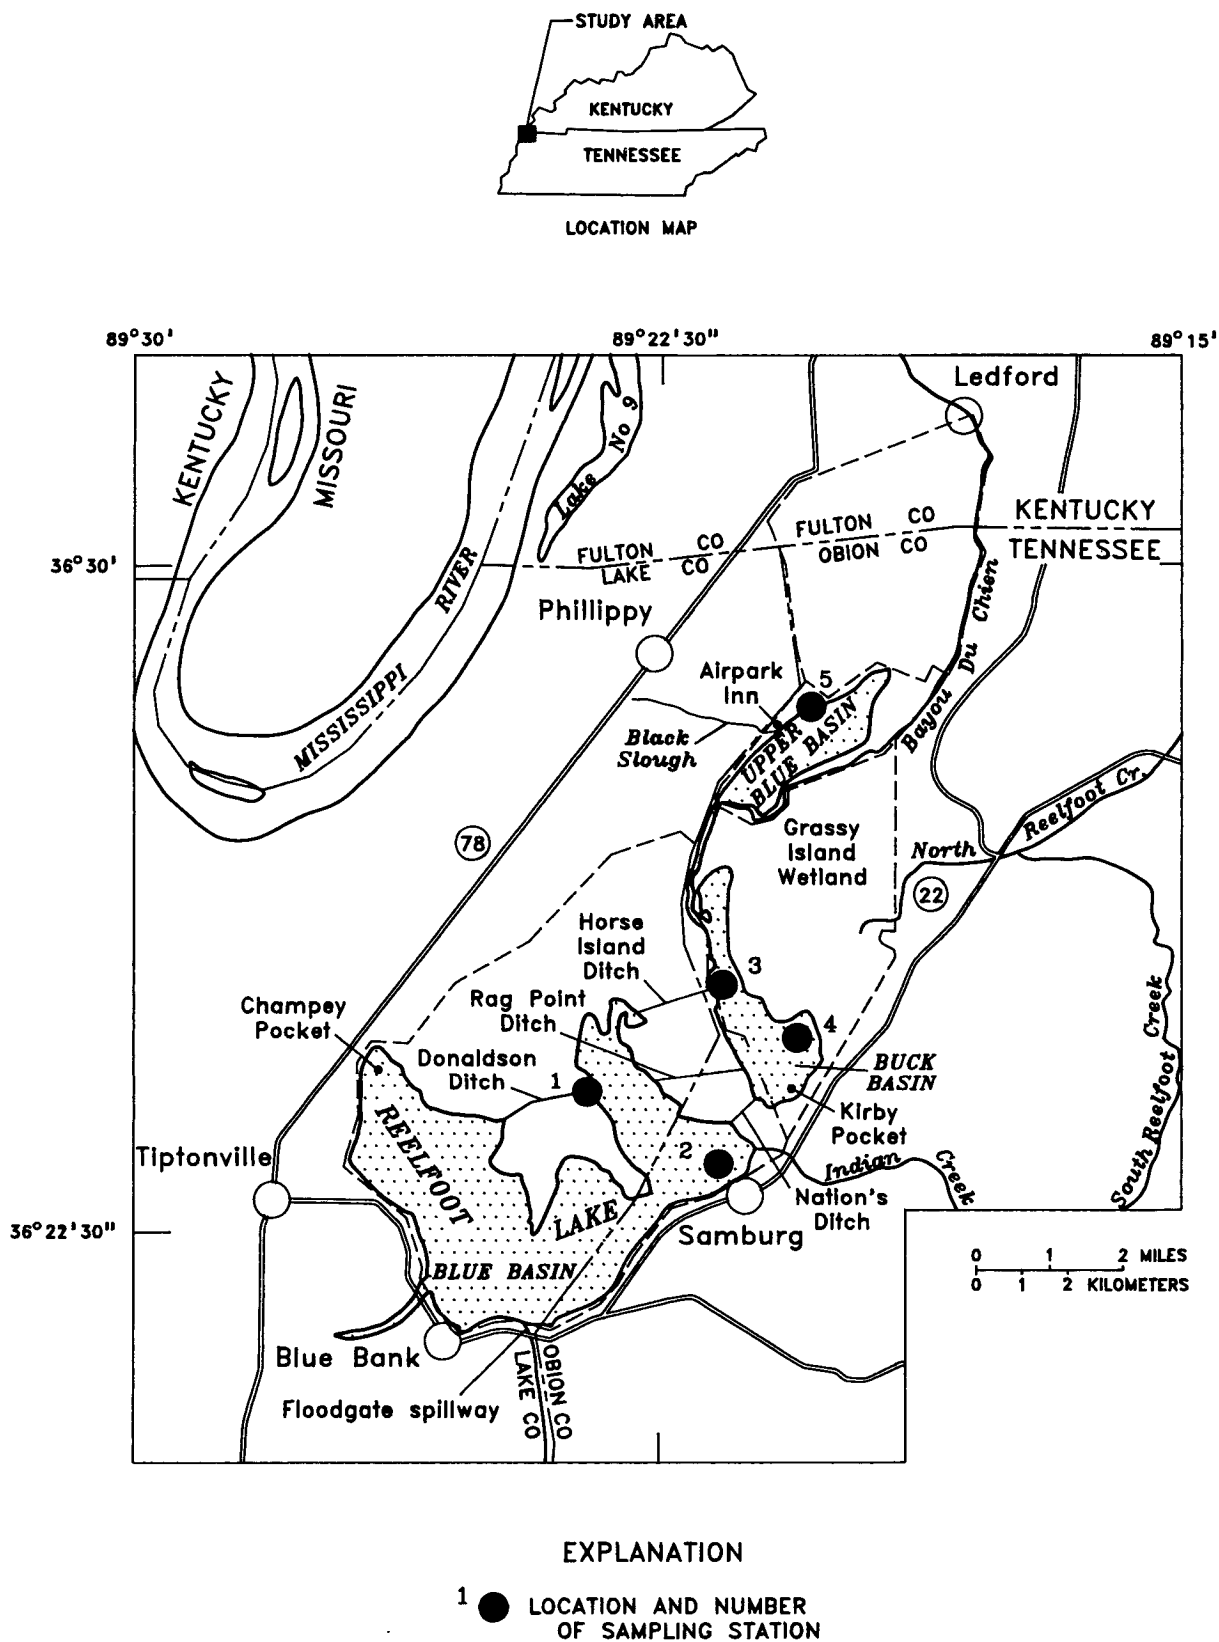 STUDY AREA
KENTUCKY
TENNESSEE
LOCATION MAP
89°30'
89°22'30"
89°15'
Ledford
KENTUCKY
MISSOURI
Lake No 9
KENTUCKY
TENNESSEE
FULTON CO
OBION CO
FULTON CO
LAKE CO
36°30'
RIVER
MISSISSIPPI
Phillippy
Bayou Du Chien
Airpark
Inn
5
UPPER
BLUE BASIN
Black
Slough
78
Grassy
Island
Wetland
North
Reelfoot Cr.
22
Horse
Island
Ditch
3
Rag Point
Ditch
4
Champey
Pocket
Donaldson
Ditch
1
BUCK
BASIN
Kirby
Pocket
South Reelfoot Creek
REELFOOT
LAKE
2
Indian
Creek
Tiptonville
Nation's
Ditch
36°22'30"
Samburg
BLUE BASIN
0 1 2 MILES
0 1 2 KILOMETERS
Blue Bank
OBION CO
LAKE CO
Floodgate spillway
EXPLANATION
1
LOCATION AND NUMBER
OF SAMPLING STATION